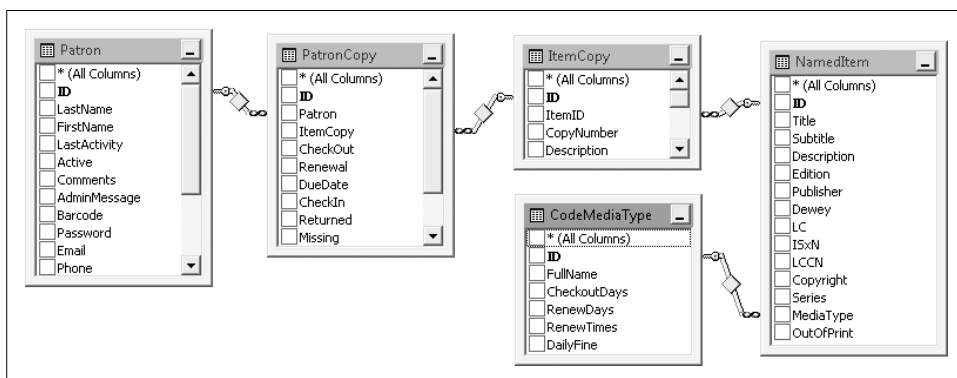 Patron
* (All Columns)
ID
LastName
FirstName
LastActivity
Active
Comments
AdminMessage
Barcode
Password
Email
Phone
PatronCopy
* (All Columns)
ID
Patron
ItemCopy
CheckOut
Renewal
DueDate
CheckIn
Returned
Missing
ItemCopy
* (All Columns)
ID
ItemID
CopyNumber
Description
CodeMediaType
* (All Columns)
ID
FullName
CheckoutDays
RenewDays
RenewTimes
DailyFine
NamedItem
* (All Columns)
ID
Title
Subtitle
Description
Edition
Publisher
Dewey
LC
ISxN
LCCN
Copyright
Series
MediaType
OutOfPrint